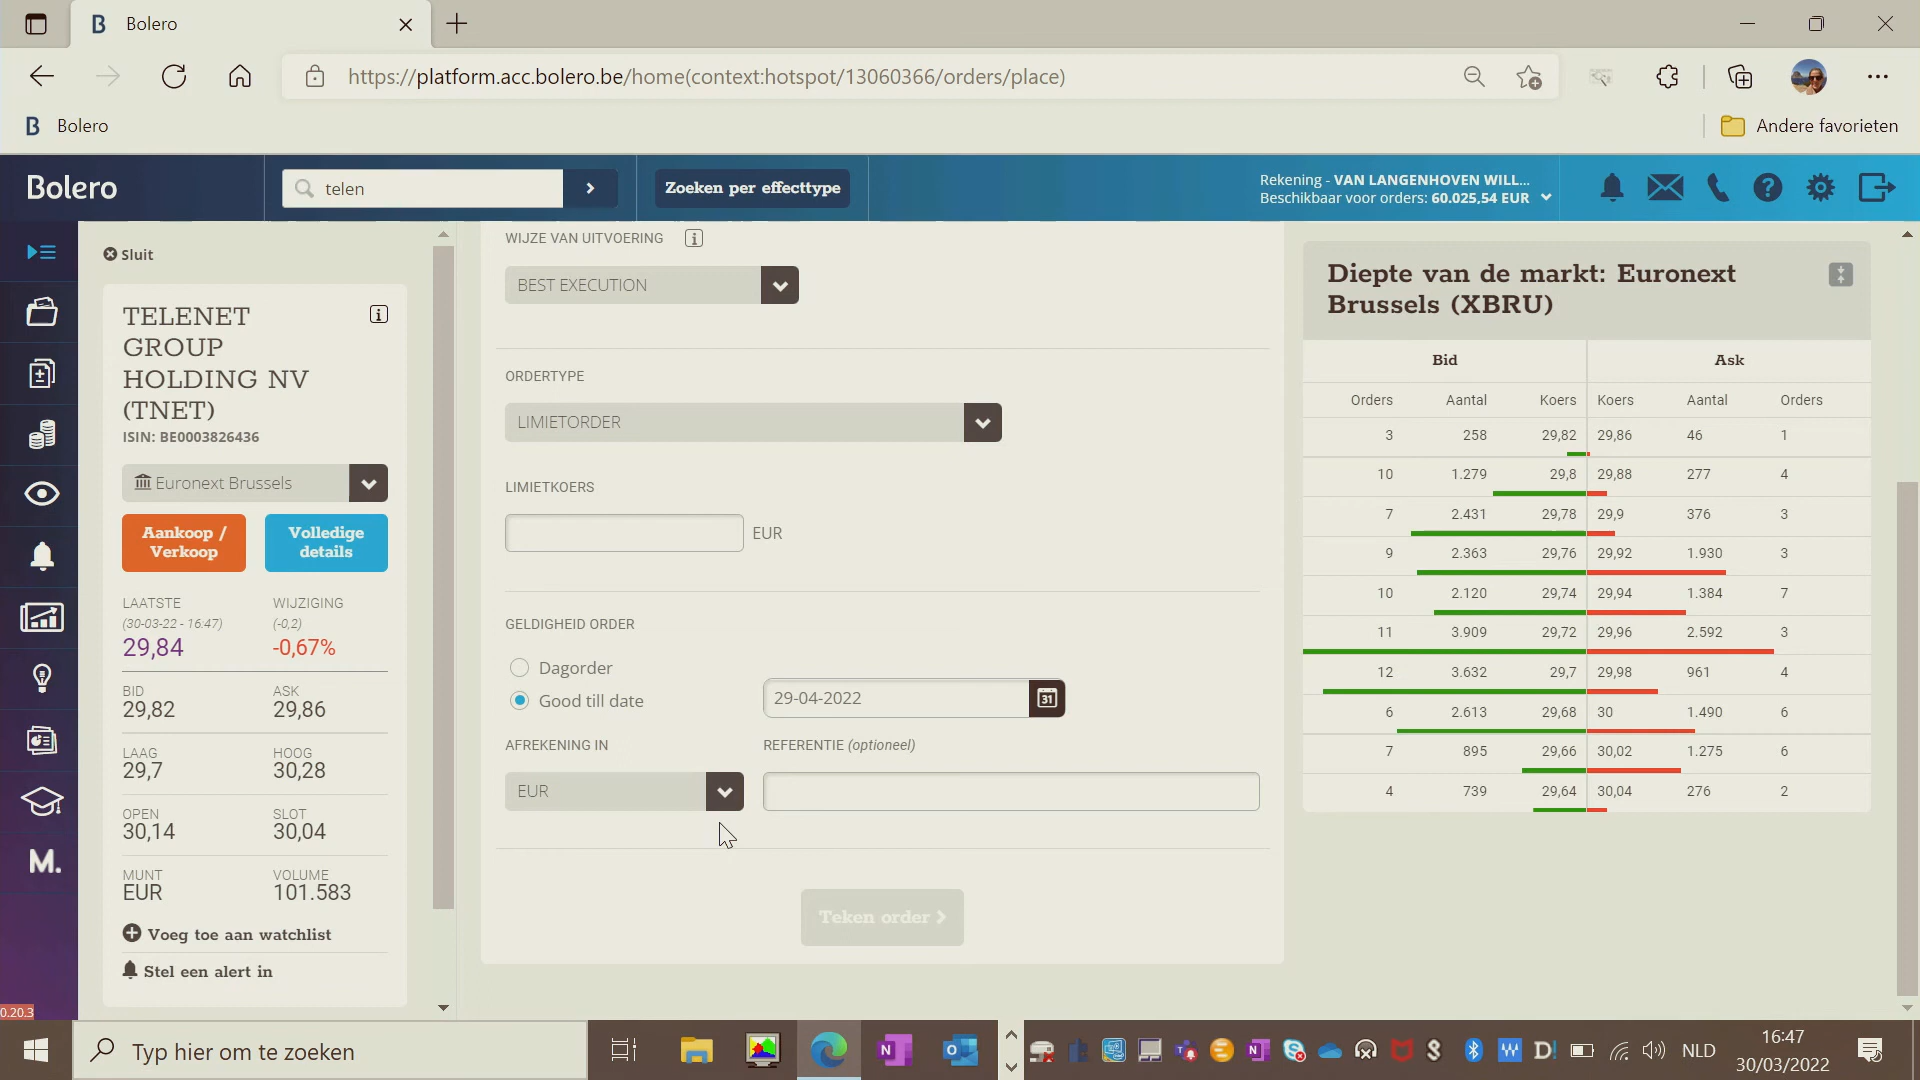 Bolero
https://platform.acc.bolero.be/home(context:hotspot/13060366/orders/place)
B Bolero
Andere favorieten
Bolero
telen
Zoeken per effecttype
Rekening - VAN LANGENHOVEN WILL...
Beschikbaar voor orders: 60.025,54 EUR
Sluit
TELENET
GROUP
HOLDING NV
(TNET)
ISIN: BE0003826436
Euronext Brussels
Aankoop /
Verkoop
Volledige
details
LAATSTE WIJZIGING
(30-03-22 - 16:47) (-0,2)
29,84 -0,67%
BID ASK
29,82 29,86
LAAG HOOG
29,7 30,28
OPEN SLOT
30,14 30,04
MUNT VOLUME
EUR 101.583
Voeg toe aan watchlist
Stel een alert in
M.
0.20.3
WIJZE VAN UITVOERING
BEST EXECUTION
ORDERTYPE
LIMIETORDER
LIMIETKOERS
EUR
GELDIGHEID ORDER
Dagorder
Good till date 29-04-2022
31
AFREKENING IN REFERENTIE (optioneel)
EUR
Teken order
Diepte van de markt: Euronext
Brussels (XBRU)
Bid Ask
Orders Aantal Koers Koers Aantal Orders
3 258 29,82 29,86 46 1
10 1.279 29,8 29,88 277 4
7 2.431 29,78 29,9 376 3
9 2.363 29,76 29,92 1.930 3
10 2.120 29,74 29,94 1.384 7
11 3.909 29,72 29,96 2.592 3
12 3.632 29,7 29,98 961 4
6 2.613 29,68 30 1.490 6
7 895 29,66 30,02 1.275 6
4 739 29,64 30,04 276 2
Typ hier om te zoeken
NLD
16:47
30/03/2022